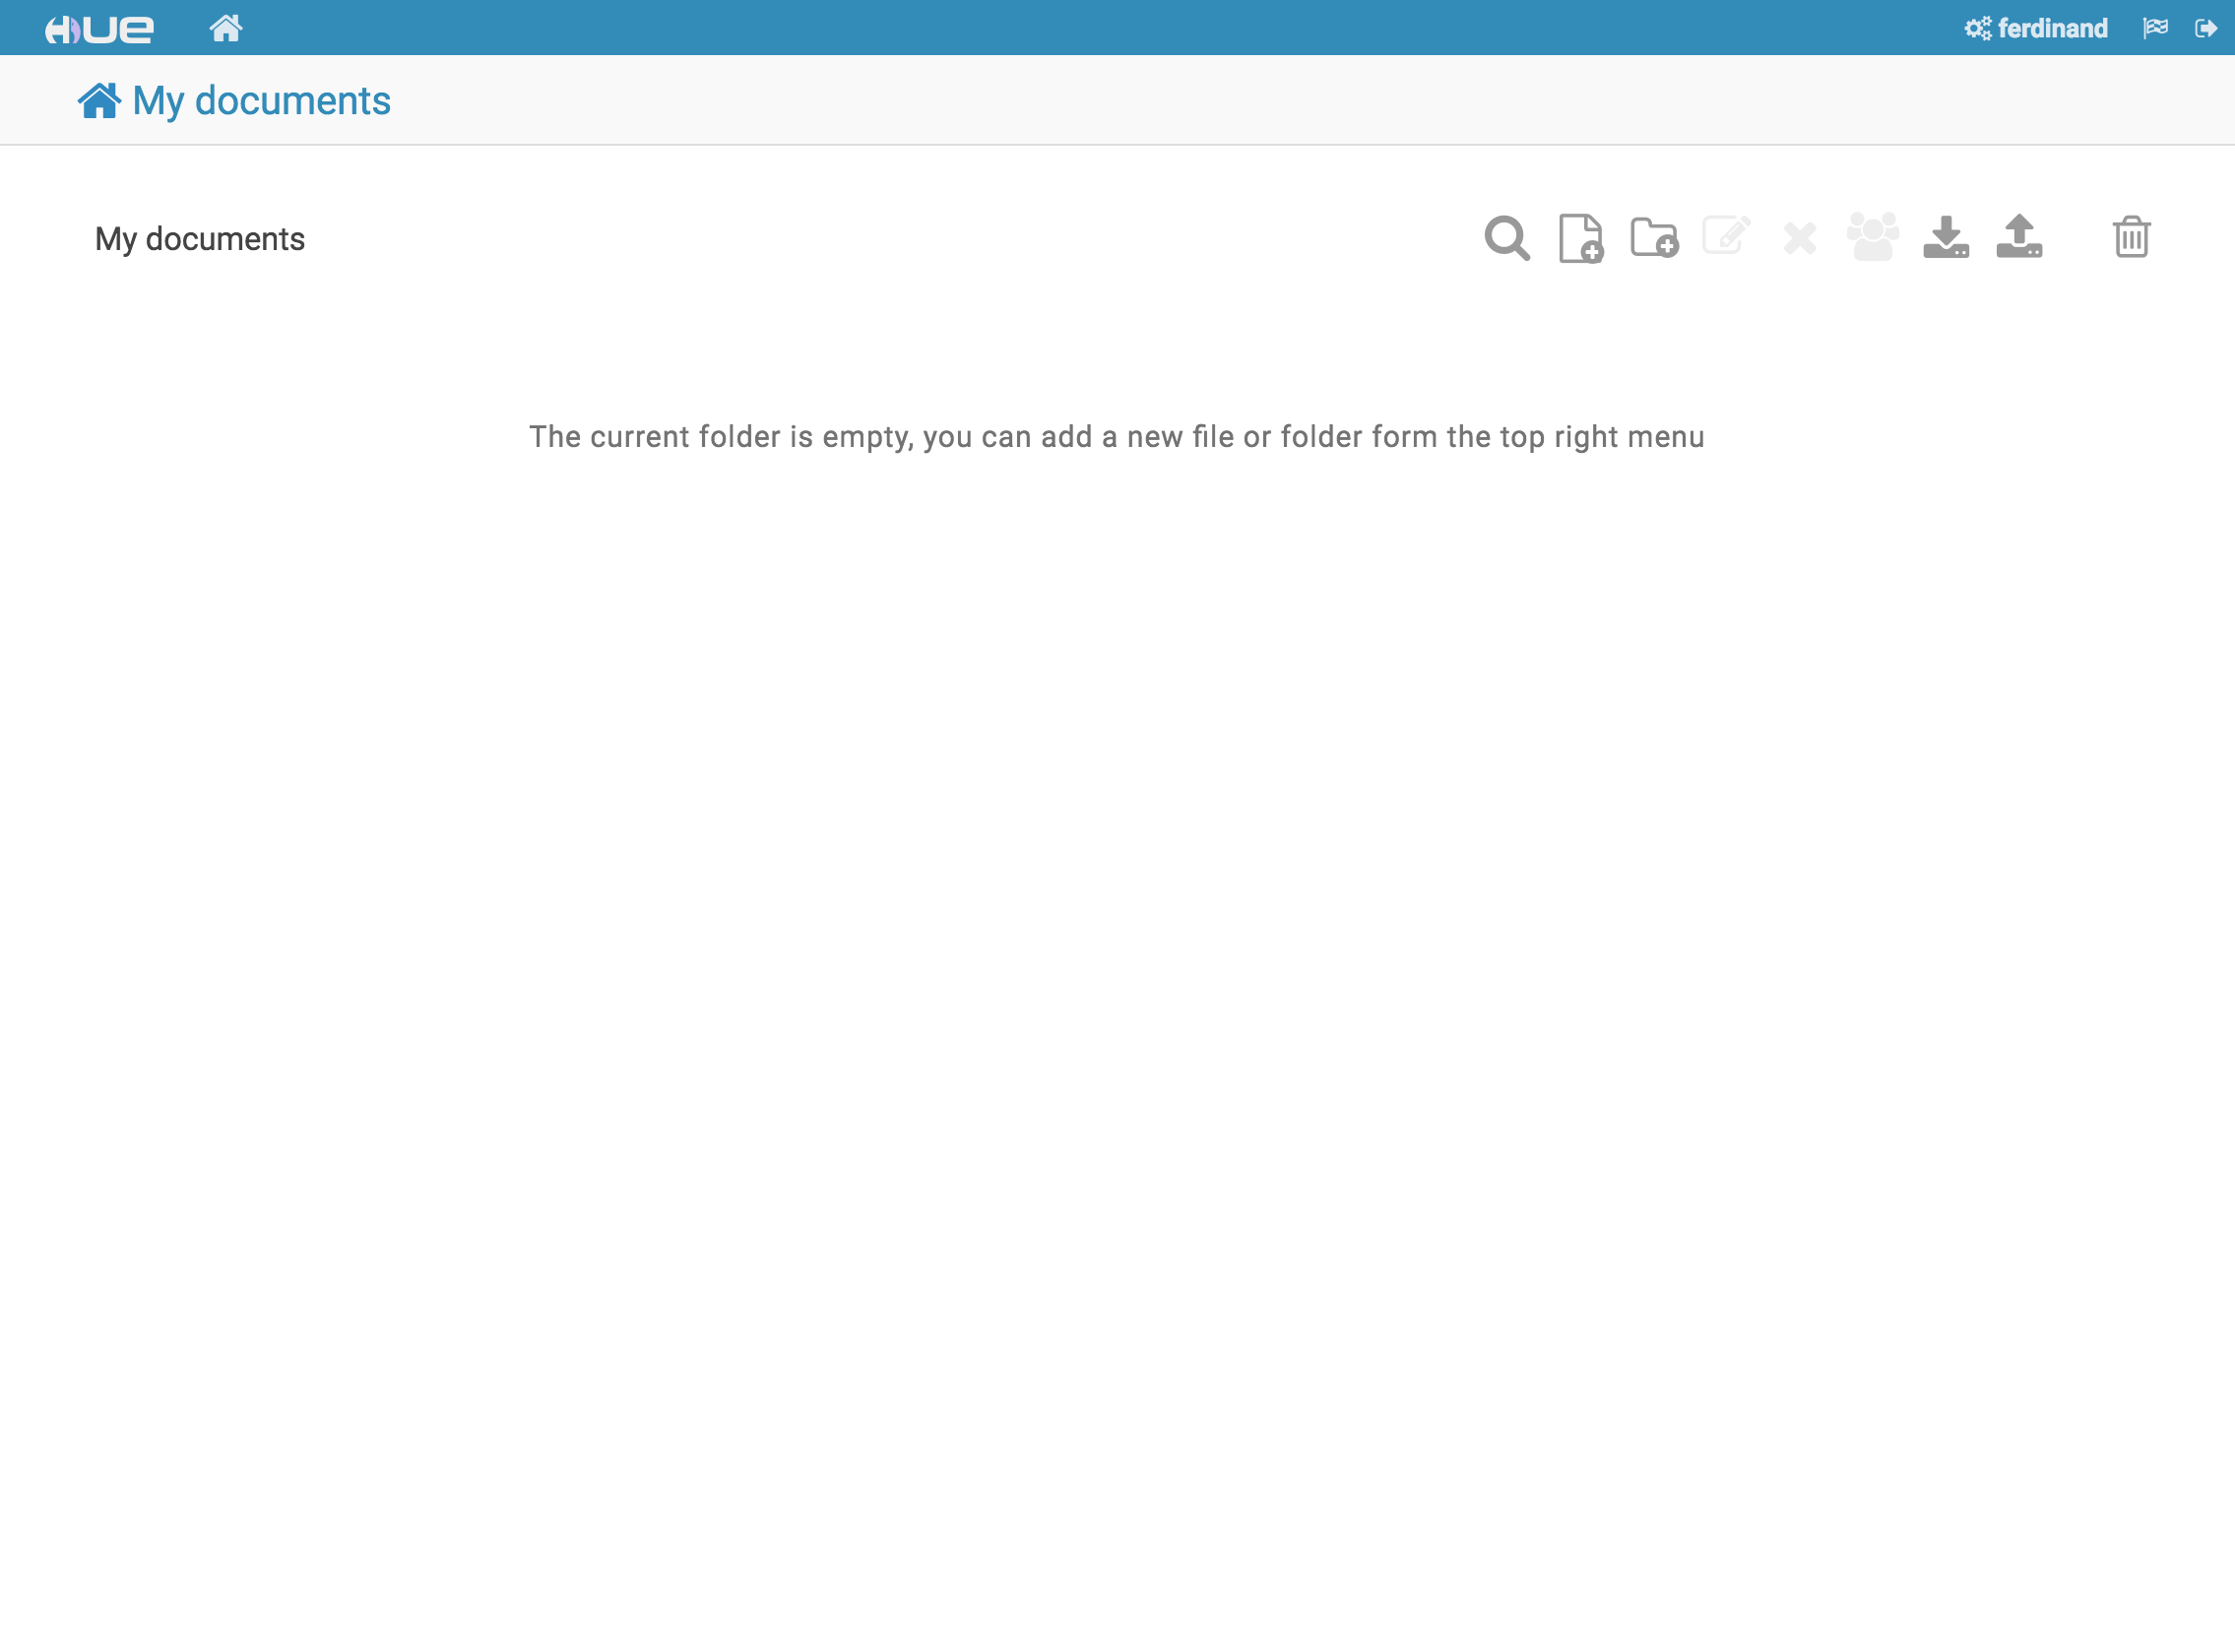 HUE
ferdinand
My documents
My documents
The current folder is empty, you can add a new file or folder form the top right menu